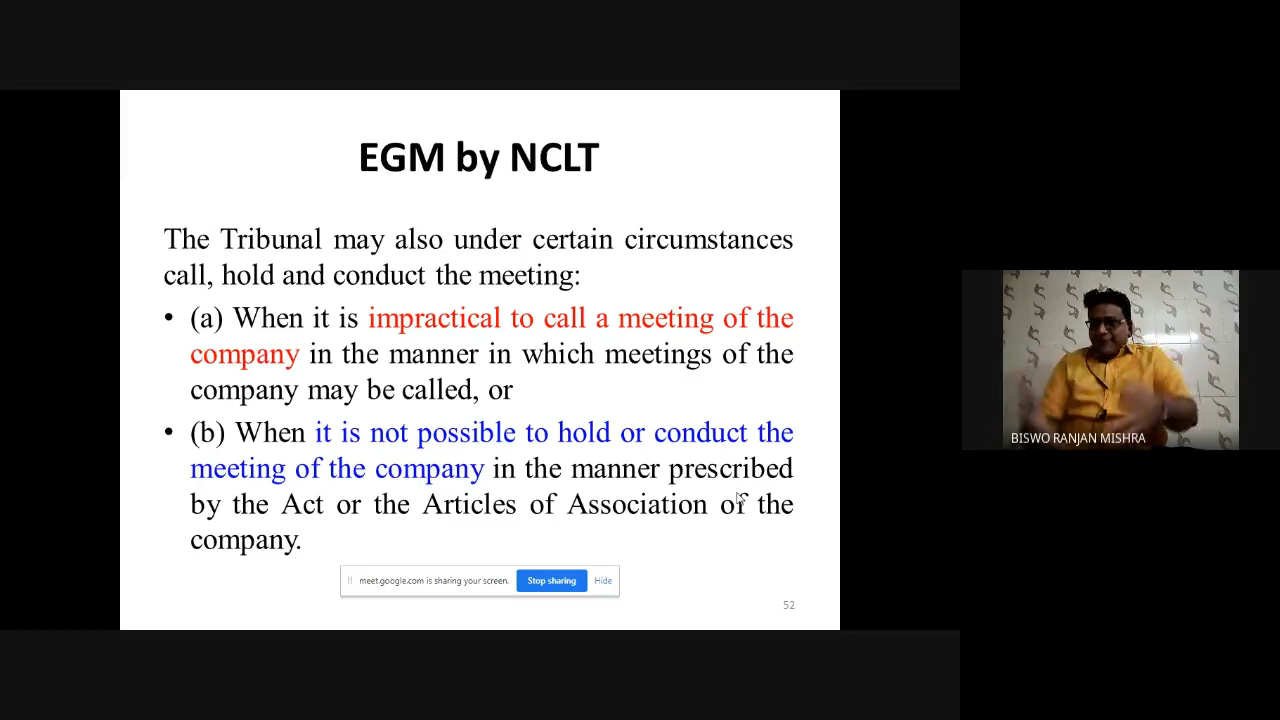 EGM by NCLT
The Tribunal may also under certain circumstances
call, hold and conduct the meeting:
• (a) When it is impractical to call a meeting of the
company in the manner in which meetings of the
company may be called, or
• (b) When it is not possible to hold or conduct the
meeting of the company in the manner prescribed
by the Act or the Articles of Association of the
company.
meet.google.com is sharing your screen. Stop sharing Hide
52
BISWO RANJAN MISHRA